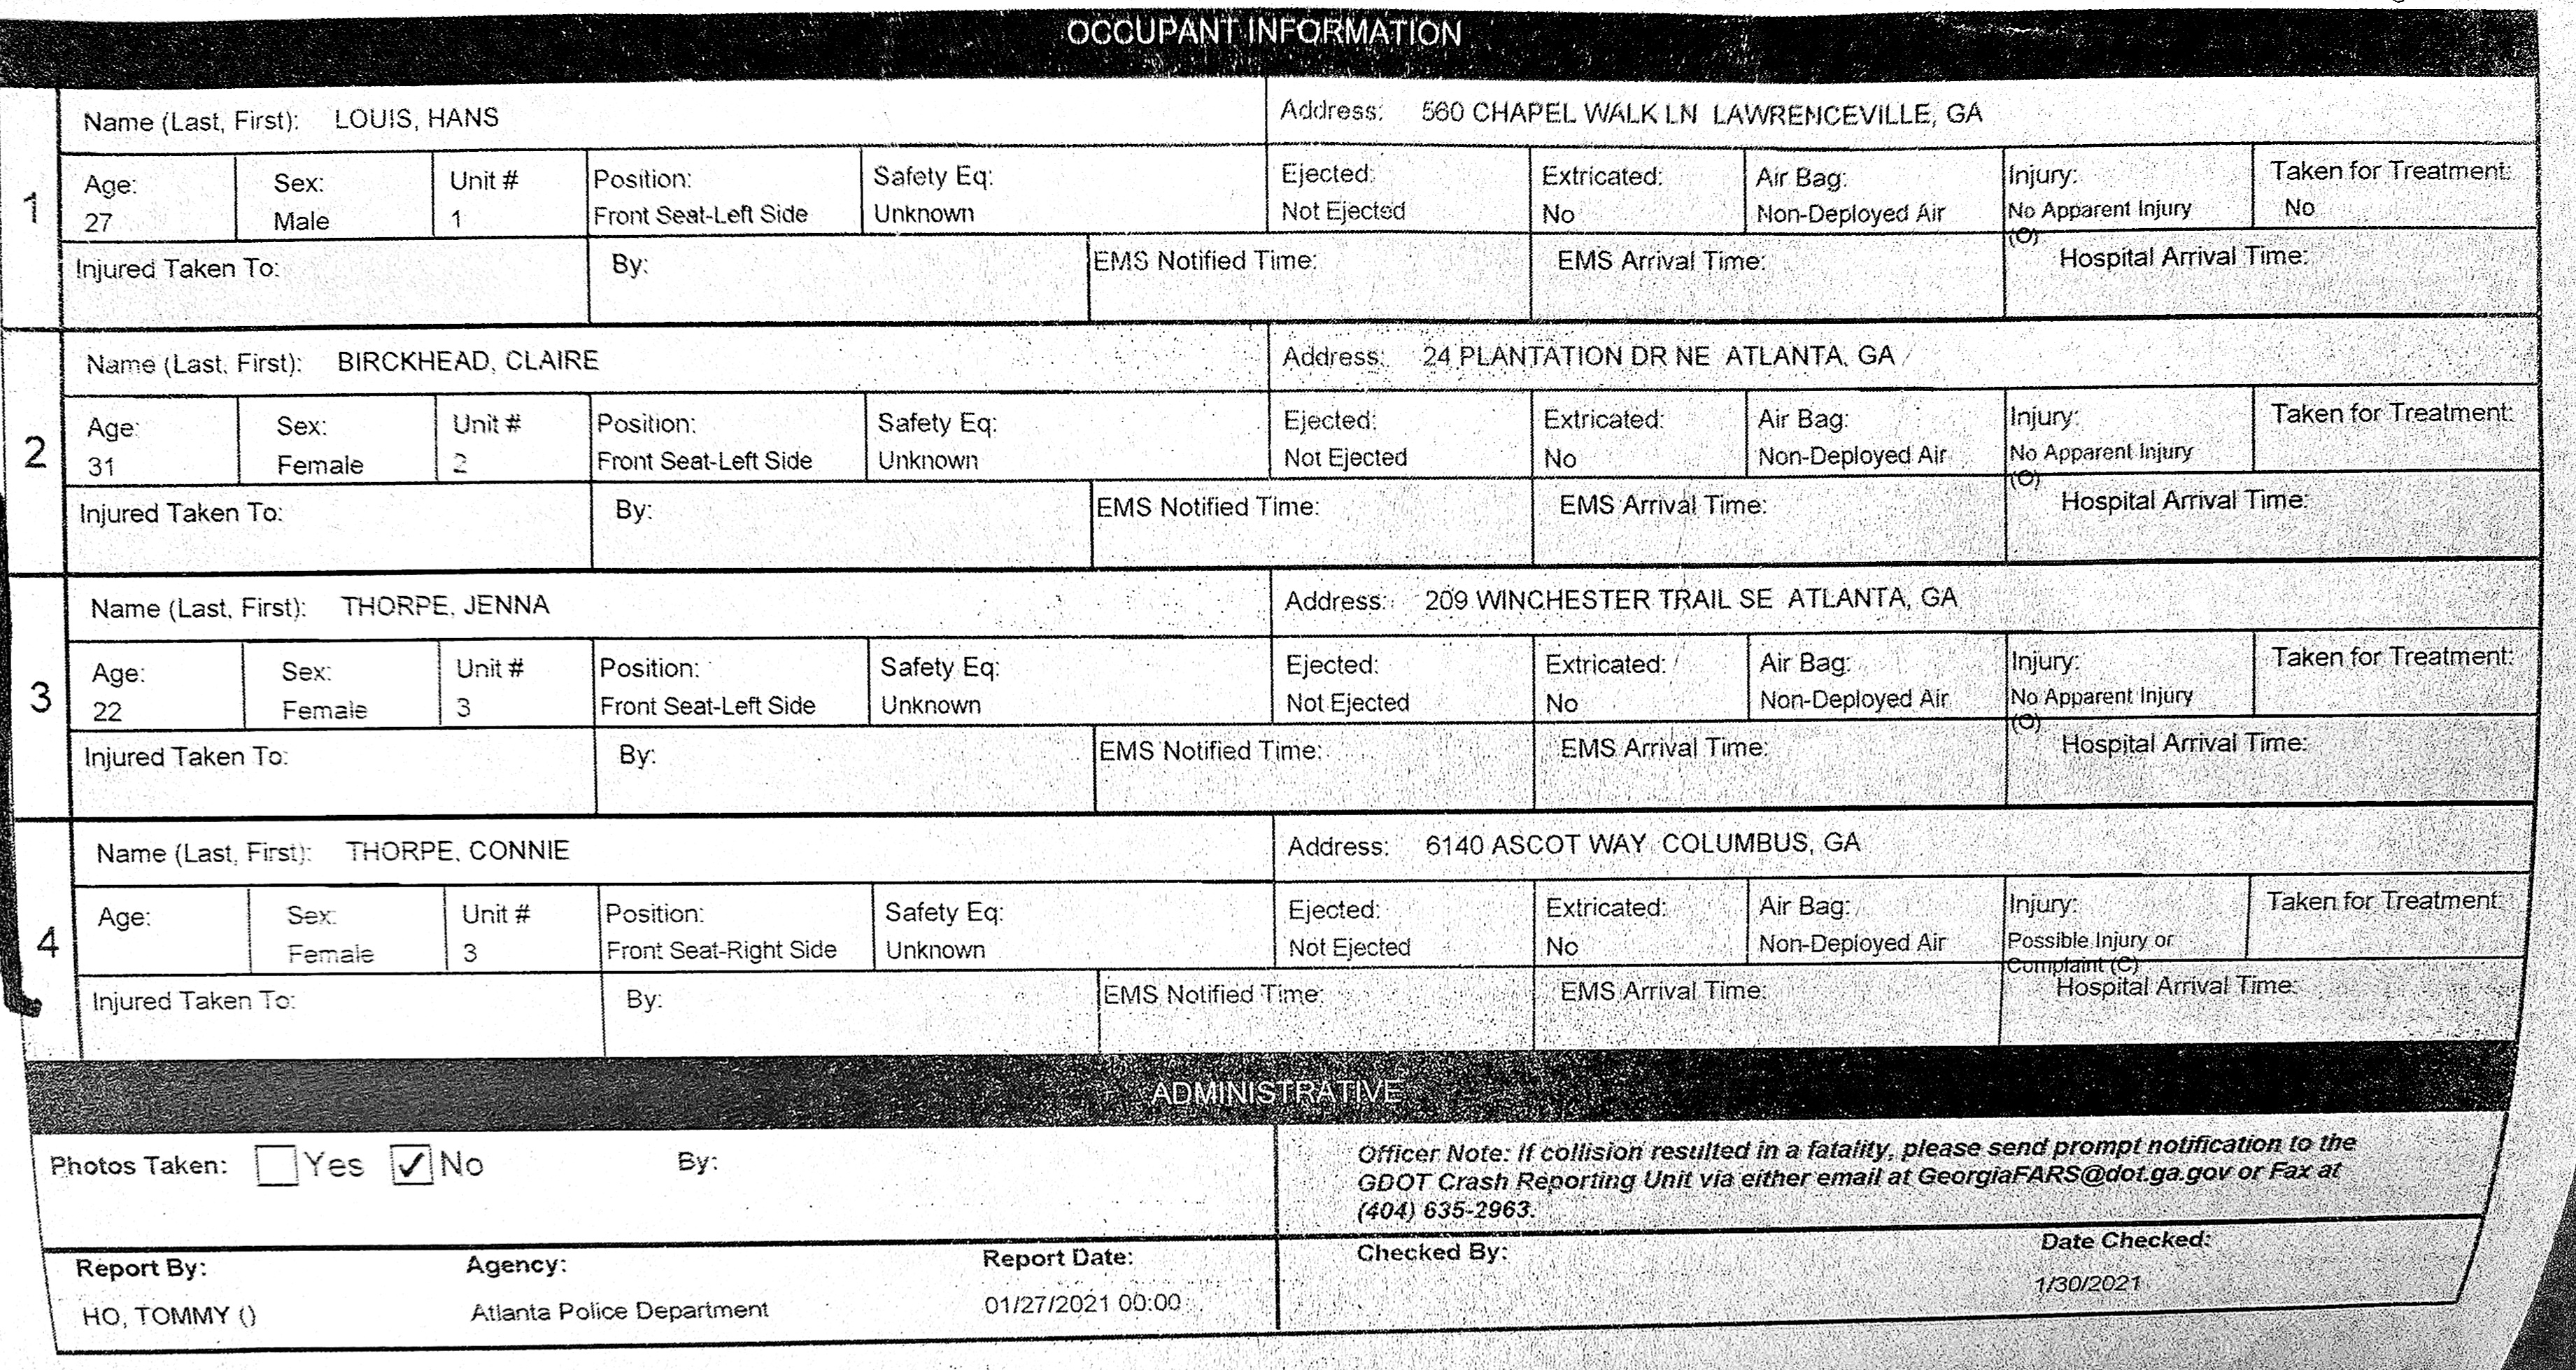 OCCUPANT INFORMATION
1
Name (Last, First): LOUIS, HANS
Address: 560 CHAPEL WALK LN LAWRENCEVILLE, GA
Age: Sex: Unit # Position: Safety Eq: Ejected: Extricated: Air Bag: Injury: Taken for Treatment:
27 Male 1 Front Seat-Left Side Unknown Not Ejected No Non-Deployed Air No Apparent Injury No
(O)
Injured Taken To: By: EMS Notified Time: EMS Arrival Time: Hospital Arrival Time:
2
Name (Last, First): BIRCKHEAD, CLAIRE
Address: 24 PLANTATION DR NE ATLANTA, GA
Age: Sex: Unit # Position: Safety Eq: Ejected: Extricated: Air Bag: Injury: Taken for Treatment:
31 Female 2 Front Seat-Left Side Unknown Not Ejected No Non-Deployed Air No Apparent Injury
(O)
Injured Taken To: By: EMS Notified Time: EMS Arrival Time: Hospital Arrival Time:
3
Name (Last, First): THORPE, JENNA
Address: 209 WINCHESTER TRAIL SE ATLANTA, GA
Age: Sex: Unit # Position: Safety Eq: Ejected: Extricated: Air Bag: Injury: Taken for Treatment:
22 Female 3 Front Seat-Left Side Unknown Not Ejected No Non-Deployed Air No Apparent Injury
(O)
Injured Taken To: By: EMS Notified Time: EMS Arrival Time: Hospital Arrival Time:
4
Name (Last, First): THORPE, CONNIE
Address: 6140 ASCOT WAY COLUMBUS, GA
Age: Sex: Unit # Position: Safety Eq: Ejected: Extricated: Air Bag: Injury: Taken for Treatment:
Female 3 Front Seat-Right Side Unknown Not Ejected No Non-Deployed Air Possible Injury or
Complaint (C)
Injured Taken To: By: EMS Notified Time: EMS Arrival Time: Hospital Arrival Time:
ADMINISTRATIVE
Photos Taken: Yes ✓ No By:
Officer Note: If collision resulted in a fatality, please send prompt notification to the
GDOT Crash Reporting Unit via either email at GeorgiaFARS@dot.ga.gov or Fax at
(404) 635-2963.
Report By: Agency: Report Date: Checked By: Date Checked:
HO, TOMMY () Atlanta Police Department 01/27/2021 00:00 1/30/2021